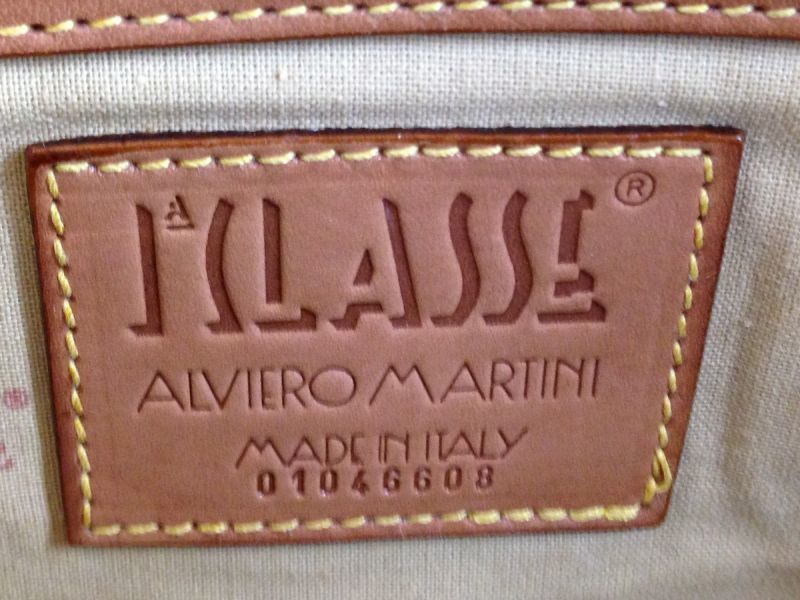 1ª CLASSE ®
ALVIERO MARTINI
MADE IN ITALY
01046608